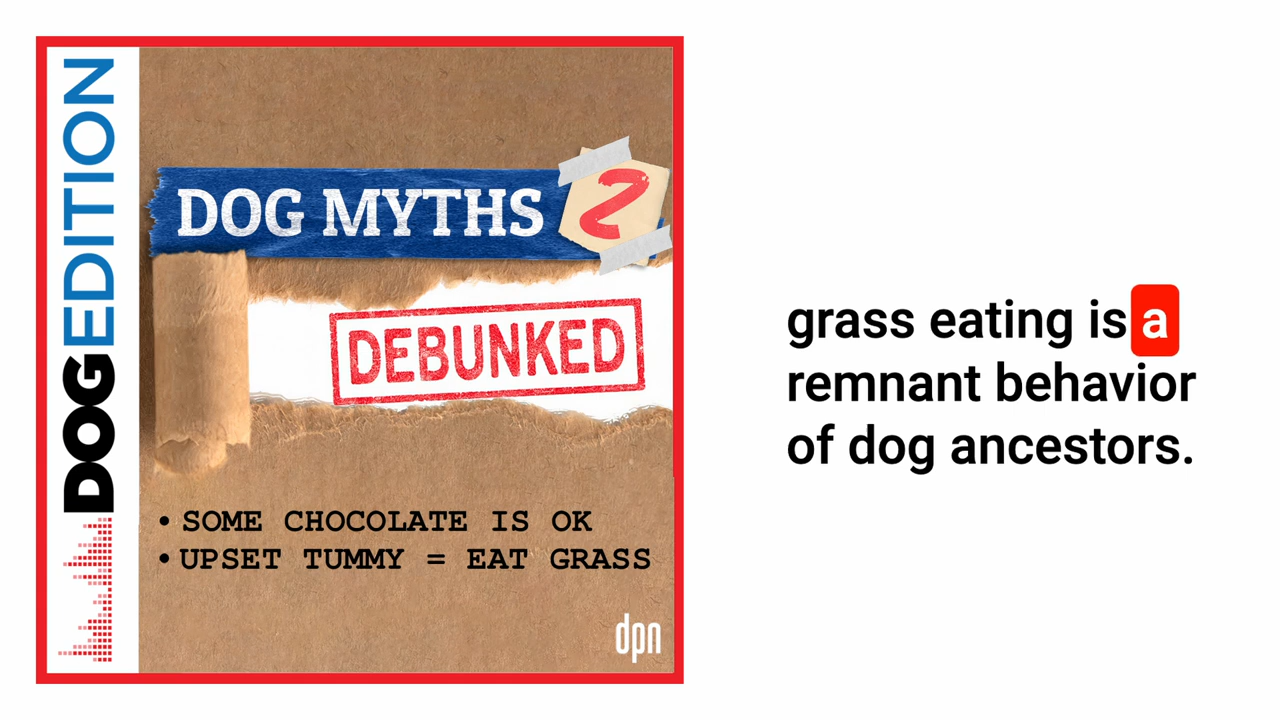 DOGEDITION
DOG MYTHS 2
DEBUNKED
• SOME CHOCOLATE IS OK
• UPSET TUMMY = EAT GRASS
dpn
grass eating is a
remnant behavior
of dog ancestors.